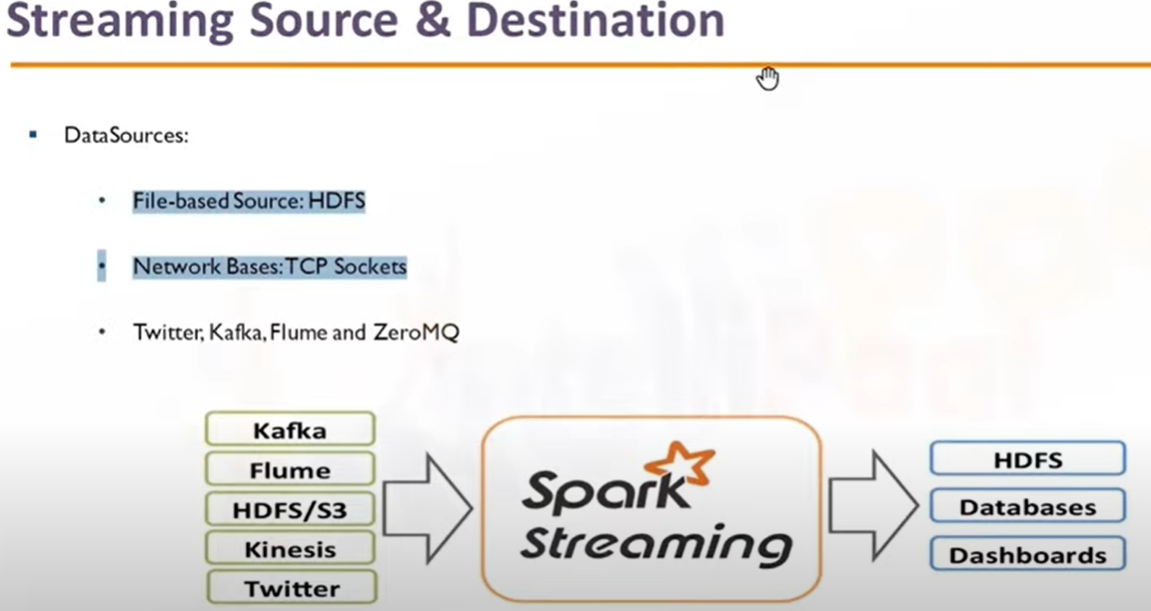 Streaming Source & Destination
DataSources:
File-based Source: HDFS
Network Bases: TCP Sockets
Twitter, Kafka, Flume and ZeroMQ
Kafka
Flume
HDFS/S3
Kinesis
Twitter
Spark
Streaming
HDFS
Databases
Dashboards